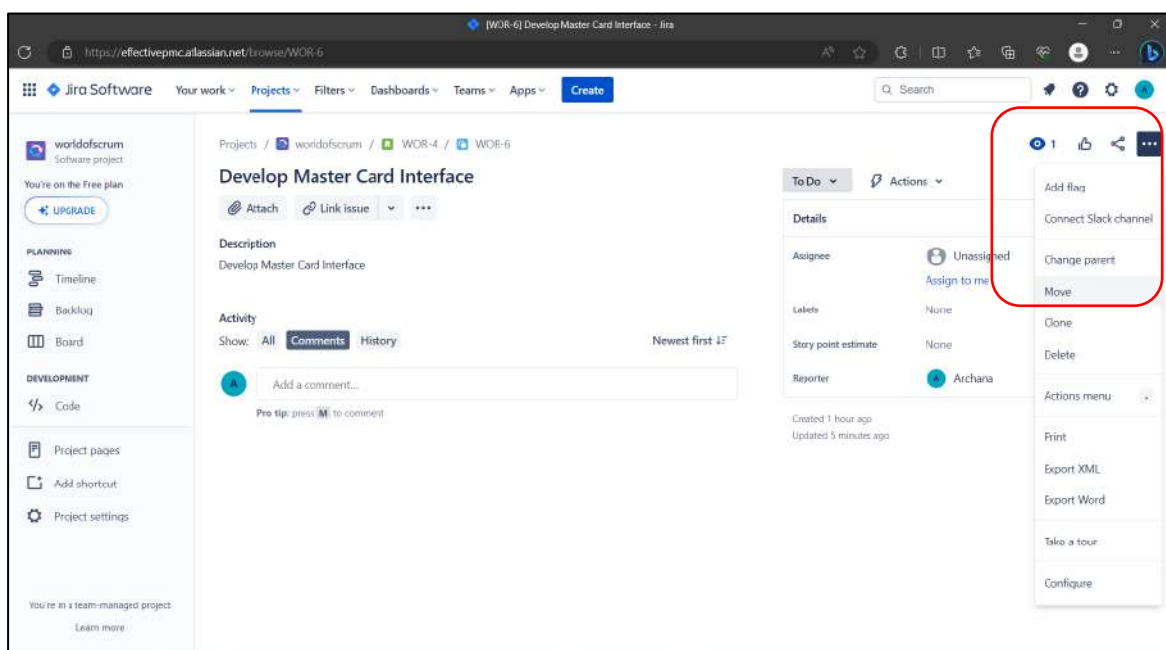 [WOR-6] Develop Master Card Interface - Jira
https://effectivepmc.atlassian.net/browse/WOR-6
Jira Software Your work Projects Filters Dashboards Teams Apps Create Search
worldofscrum
Software project
You're on the Free plan
UPGRADE
PLANNING
Timeline
Backlog
Board
DEVELOPMENT
Code
Project pages
Add shortcut
Project settings
You're in a team-managed project
Learn more
Projects / worldofscrum / WOR-4 / WOR-6
Develop Master Card Interface
Attach Link issue
Description
Develop Master Card Interface
Activity
Show: All Comments History Newest first
A Add a comment...
Pro tip: press M to comment
1
To Do Actions
Details
Assignee Unassigned
Assign to me
Labels None
Story point estimate None
Reporter A Archana
Created 1 hour ago
Updated 5 minutes ago
Add flag
Connect Slack channel
Change parent
Move
Clone
Delete
Actions menu .
Print
Export XML
Export Word
Take a tour
Configure